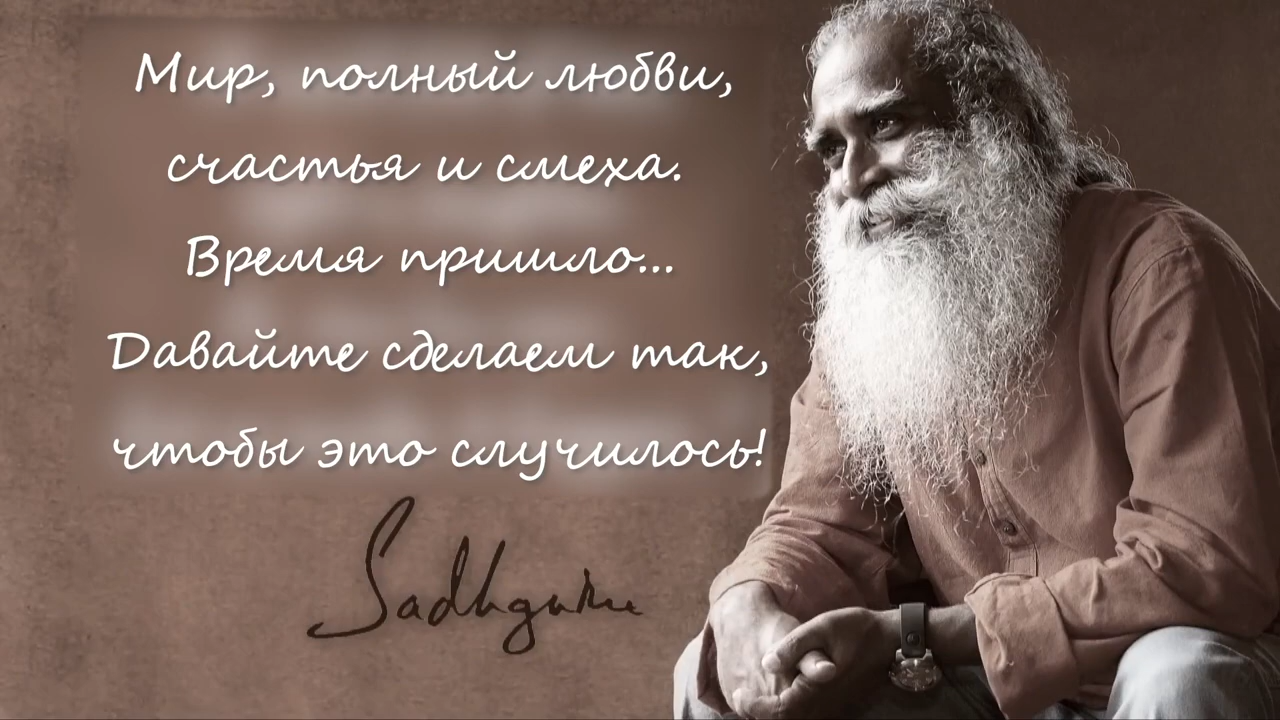 Мир, полный любви,
счастья и смеха.
Время пришло...
Давайте сделаем так,
чтобы это случилось!
Sadhguru